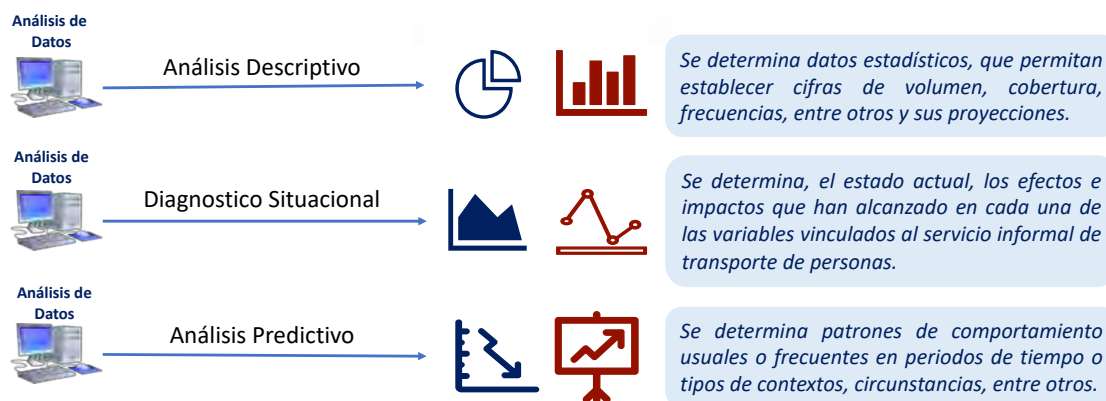 Análisis de
Datos
Análisis Descriptivo
Se determina datos estadísticos, que permitan
establecer cifras de volumen, cobertura,
frecuencias, entre otros y sus proyecciones.
Análisis de
Datos
Diagnostico Situacional
Se determina, el estado actual, los efectos e
impactos que han alcanzado en cada una de
las variables vinculados al servicio informal de
transporte de personas.
Análisis de
Datos
Análisis Predictivo
Se determina patrones de comportamiento
usuales o frecuentes en periodos de tiempo o
tipos de contextos, circunstancias, entre otros.